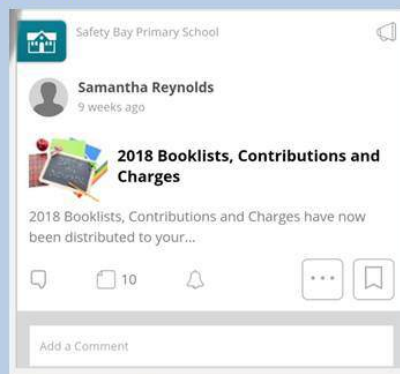 Safety Bay Primary School
Samantha Reynolds
9 weeks ago
2018 Booklists, Contributions and
Charges
2018 Booklists, Contributions and Charges have now
been distributed to your...
10
Add a Comment